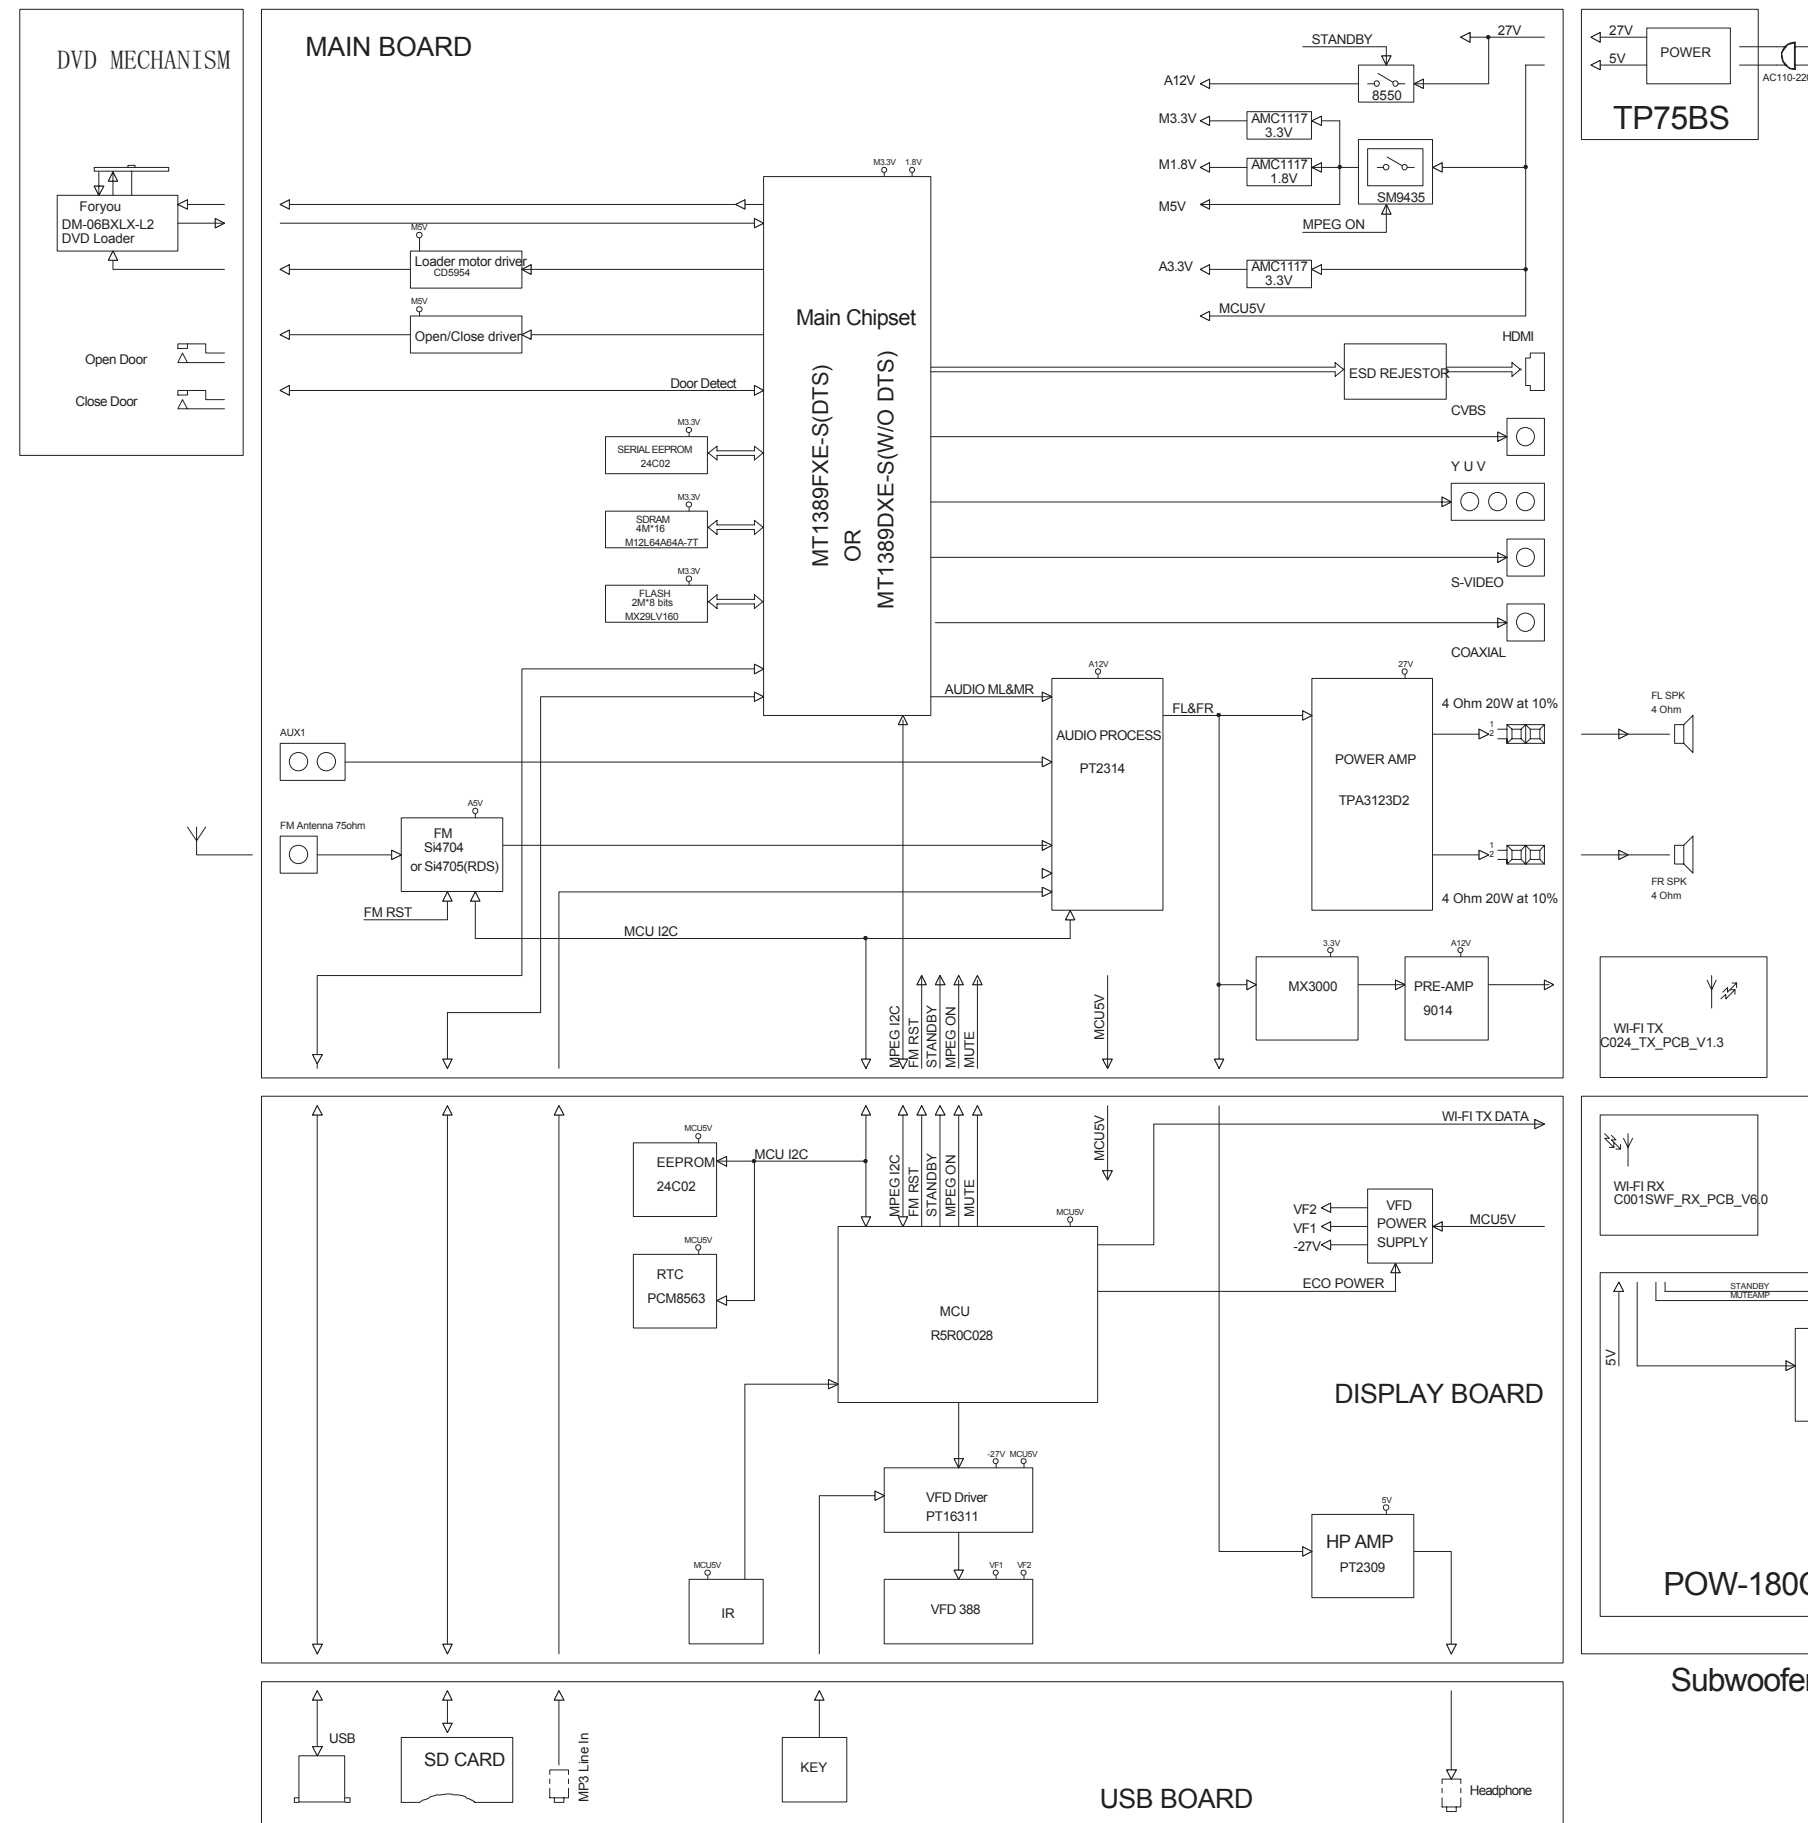 DVD MECHANISM
Foryou
DM-06BXLX-L2
DVD Loader
Open Door
Close Door
MAIN BOARD
STANDBY
27V
A12V
8550
M3.3V
AMC1117
3.3V
M1.8V
AMC1117
1.8V
SM9435
M5V
MPEG ON
A3.3V
AMC1117
3.3V
MCU5V
27V
5V
POWER
TP75BS
M3.3V
1.8V
Main Chipset
MT1389FXE-S(DTS)
OR
MT1389DXE-S(W/O DTS)
M5V
Loader motor driver
CD5954
M5V
Open/Close driver
Door Detect
M3.3V
SERIAL EEPROM
24C02
M3.3V
SDRAM
4M*16
M12L64A64A-7T
M3.3V
FLASH
2M*8 bits
MX29LV160
HDMI
ESD REJESTOR
CVBS
Y U V
S-VIDEO
COAXIAL
AUDIO ML&MR
A12V
AUDIO PROCESS
PT2314
FL&FR
27V
POWER AMP
TPA3123D2
4 Ohm 20W at 10%
1
2
1
2
4 Ohm 20W at 10%
FL SPK
4 Ohm
FR SPK
4 Ohm
AUX1
FM Antenna 75ohm
A5V
FM
Si4704
or Si4705(RDS)
FM RST
MCU I2C
MPEG I2C
FM RST
STANDBY
MPEG ON
MUTE
MCU5V
3.3V
MX3000
A12V
PRE-AMP
9014
WI-FI TX
C024_TX_PCB_V1.3
MCU5V
EEPROM
24C02
MCU I2C
MCU5V
RTC
PCM8563
MPEG I2C
FM RST
STANDBY
MPEG ON
MUTE
MCU5V
MCU5V
MCU
R5R0C028
WI-FI TX DATA
VF2
VF1
-27V
VFD
POWER
SUPPLY
MCU5V
ECO POWER
DISPLAY BOARD
-27V
MCU5V
VFD Driver
PT16311
VF1
VF2
VFD 388
MCU5V
IR
5V
HP AMP
PT2309
WI-FI RX
C001SWF_RX_PCB_V6.0
STANDBY
MUTEAMP
5V
USB
SD CARD
MP3 Line In
KEY
USB BOARD
Headphone